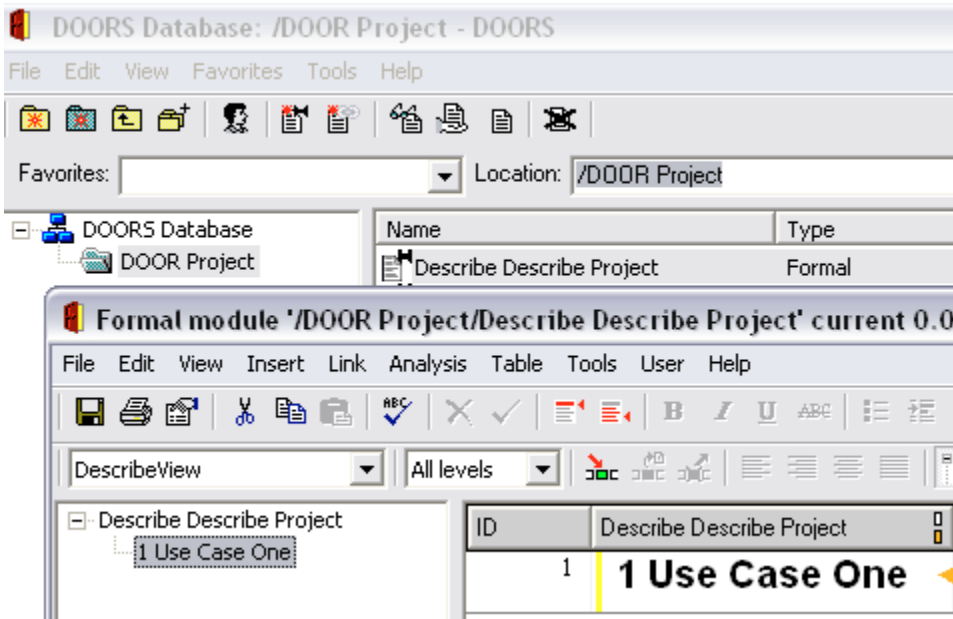 DOORS Database: /DOOR Project - DOORS
File Edit View Favorites Tools Help
Favorites: Location: /DOOR Project
DOORS Database Name Type
DOOR Project Describe Describe Project Formal
Formal module '/DOOR Project/Describe Describe Project' current 0.0
File Edit View Insert Link Analysis Table Tools User Help
ABC B I U ABC
DescribeView All levels
Describe Describe Project ID Describe Describe Project
1 Use Case One 1 1 Use Case One